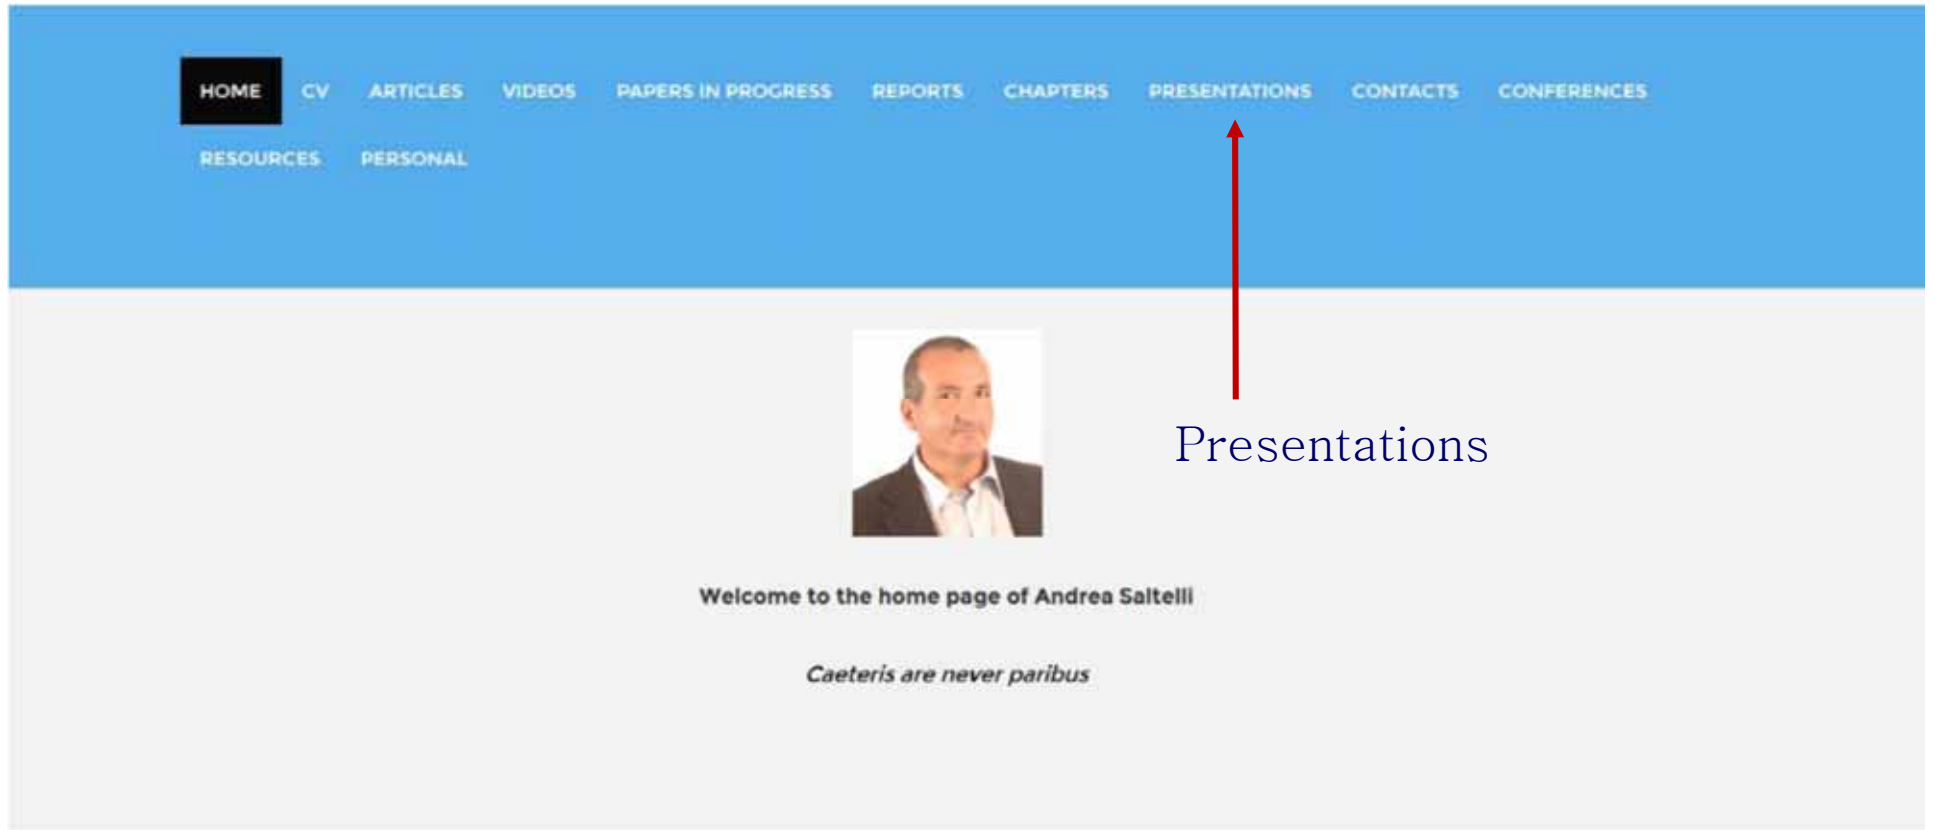 HOME CV ARTICLES VIDEOS PAPERS IN PROGRESS REPORTS CHAPTERS PRESENTATIONS CONTACTS CONFERENCES
RESOURCES PERSONAL
Presentations
Welcome to the home page of Andrea Saltelli
Caeteris are never paribus